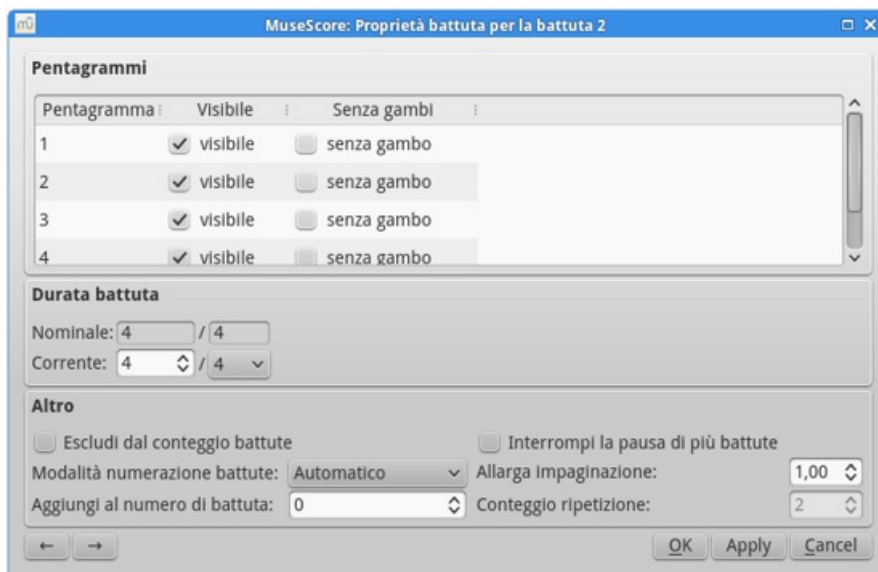 MuseScore: Proprietà battuta per la battuta 2
Pentagrammi
Pentagramma Visibile Senza gambi
1 visibile senza gambo
2 visibile senza gambo
3 visibile senza gambo
4 visibile senza gambo
Durata battuta
Nominale: 4 / 4
Corrente: 4 / 4
Altro
Escludi dal conteggio battute Interrompi la pausa di più battute
Modalità numerazione battute: Automatico Allarga impaginazione: 1,00
Aggiungi al numero di battuta: 0 Conteggio ripetizione: 2
← → OK Apply Cancel